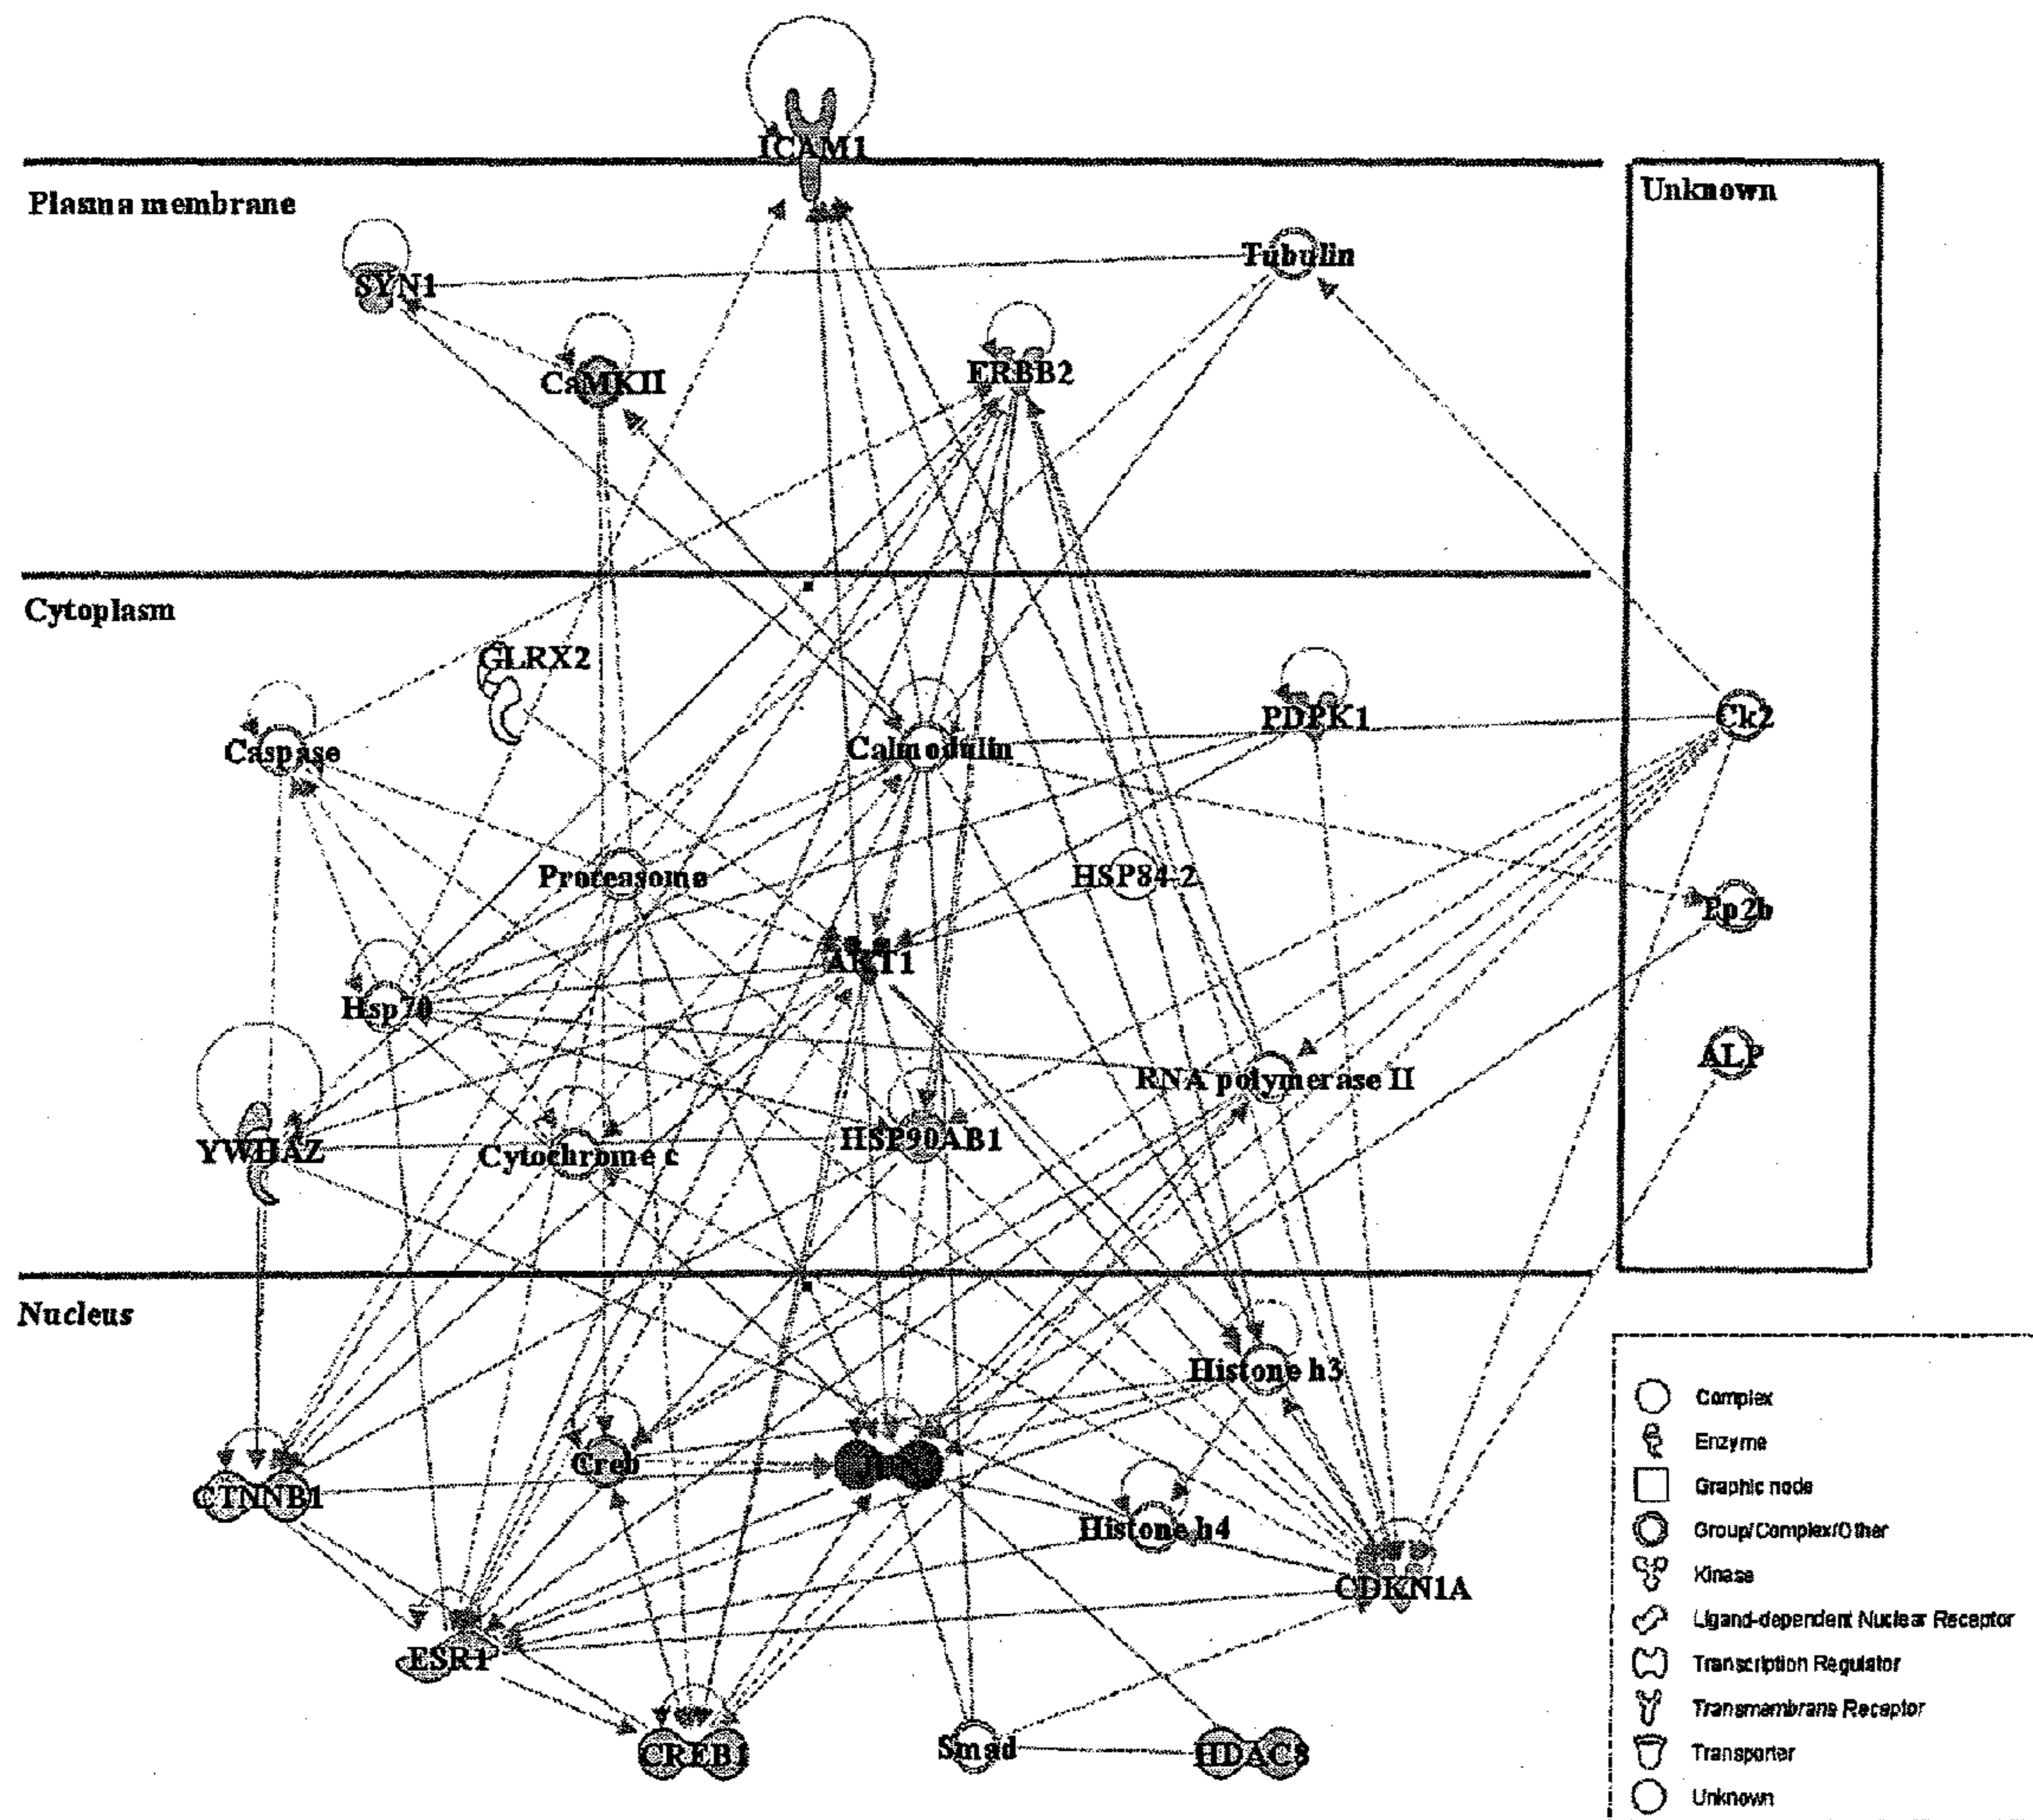 ICAM1
Plasma membrane
Unknown
Tubulin
SYN1
ERBB2
CaMKII
Cytoplasm
GLRX2
PDPK1
Ck2
Caspase
Calmodulin
Proteasome
HSP84-2
Pp2b
AKT1
Hsp70
ALP
RNA polymerase II
YWHAZ
Cytochrome c
HSP90AB1
Nucleus
Histone h3
Complex
Enzyme
Creb
CTNNB1
Graphic node
Histone h4
Group/Complex/Other
Kinase
CDKN1A
Ligand-dependent Nuclear Receptor
ESR1
Transcription Regulator
Transmembrane Receptor
CREB1
Smad
HDAC8
Transporter
Unknown